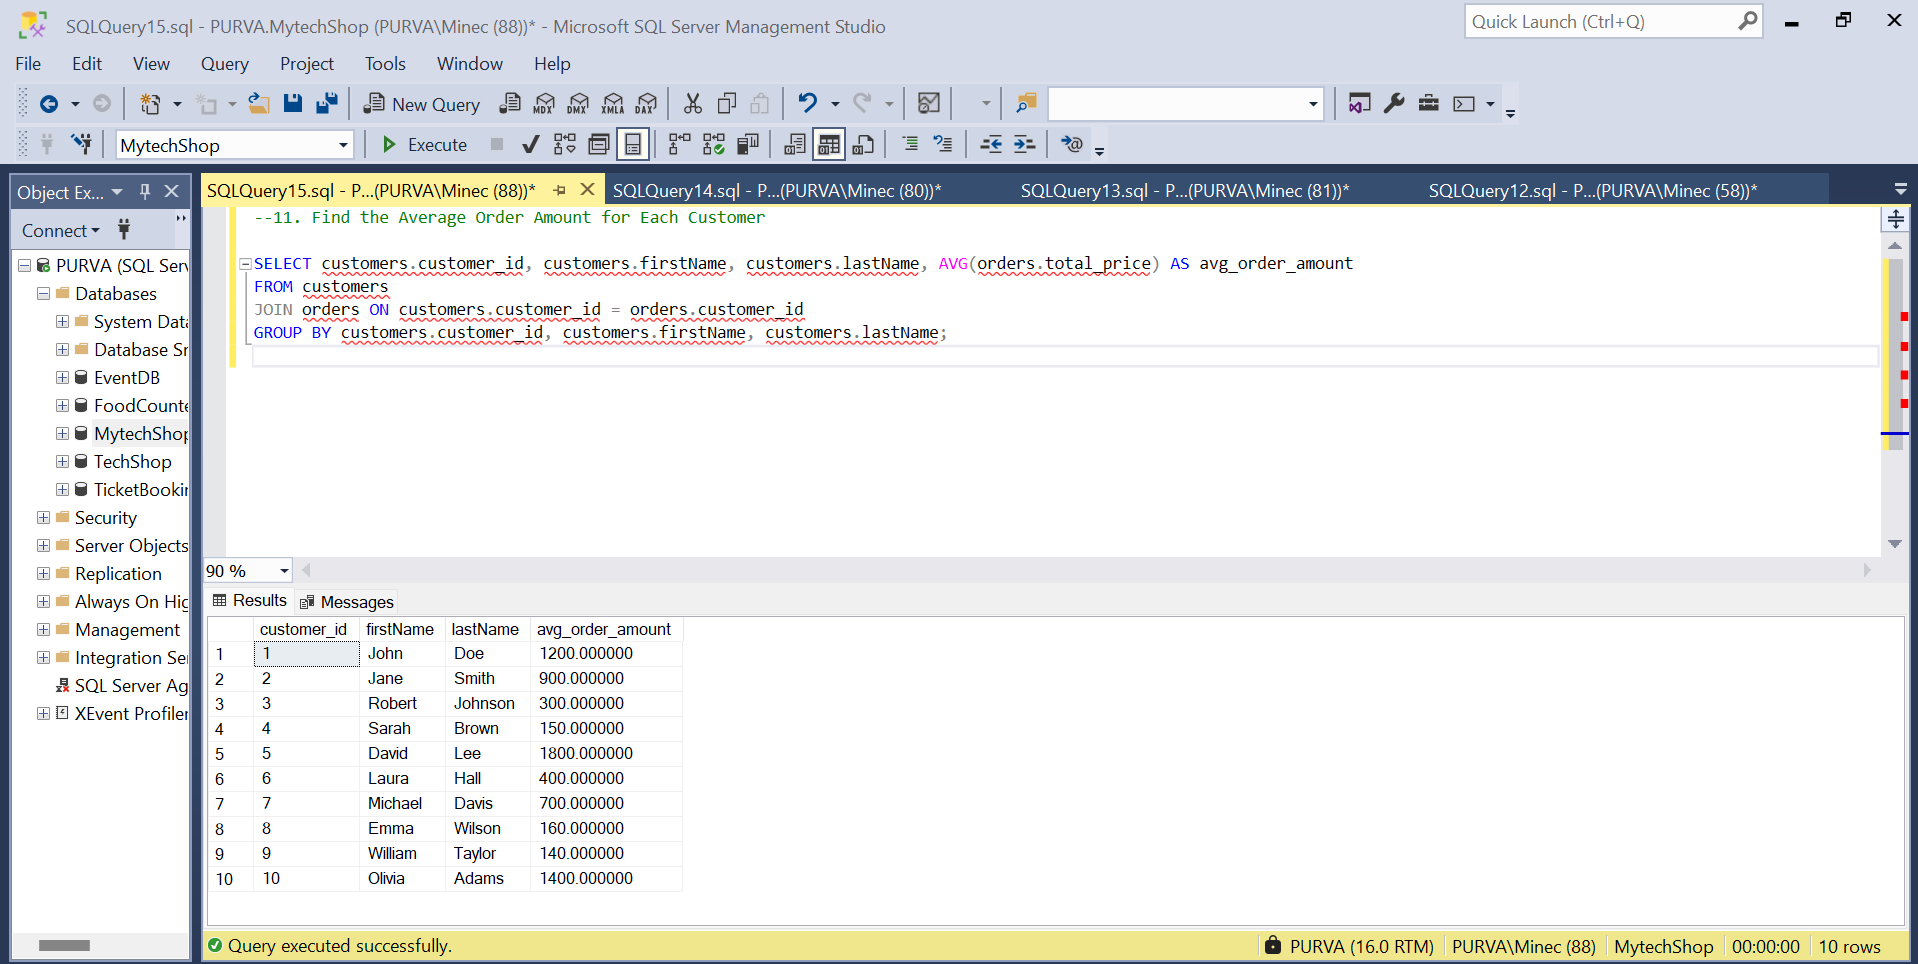 SQLQuery15.sql - PURVA.MytechShop (PURVA\Minec (88))* - Microsoft SQL Server Management Studio
Quick Launch (Ctrl+Q)
File Edit View Query Project Tools Window Help
New Query MDX DMX XMLA DAX
MytechShop Execute
Object Ex...
SQLQuery15.sql - P...(PURVA\Minec (88))* SQLQuery14.sql - P...(PURVA\Minec (80))* SQLQuery13.sql - P...(PURVA\Minec (81))* SQLQuery12.sql - P...(PURVA\Minec (58))*
Connect
PURVA (SQL Serv
Databases
System Data
Database Sn
EventDB
FoodCounte
MytechShop
TechShop
TicketBookin
Security
Server Objects
Replication
Always On Hig
Management
Integration Se
SQL Server Ag
XEvent Profiler
--11. Find the Average Order Amount for Each Customer
SELECT customers.customer_id, customers.firstName, customers.lastName, AVG(orders.total_price) AS avg_order_amount
FROM customers
JOIN orders ON customers.customer_id = orders.customer_id
GROUP BY customers.customer_id, customers.firstName, customers.lastName;
90 %
Results Messages
customer_id firstName lastName avg_order_amount
1 1 John Doe 1200.000000
2 2 Jane Smith 900.000000
3 3 Robert Johnson 300.000000
4 4 Sarah Brown 150.000000
5 5 David Lee 1800.000000
6 6 Laura Hall 400.000000
7 7 Michael Davis 700.000000
8 8 Emma Wilson 160.000000
9 9 William Taylor 140.000000
10 10 Olivia Adams 1400.000000
Query executed successfully. PURVA (16.0 RTM) PURVA\Minec (88) MytechShop 00:00:00 10 rows